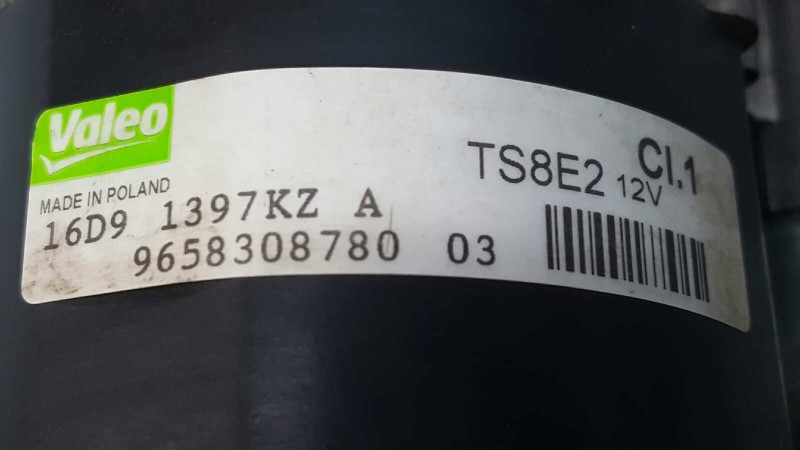 Valeo
MADE IN POLAND
16D9 1397KZ A
9658308780 03
TS8E2 12V
Cl.1